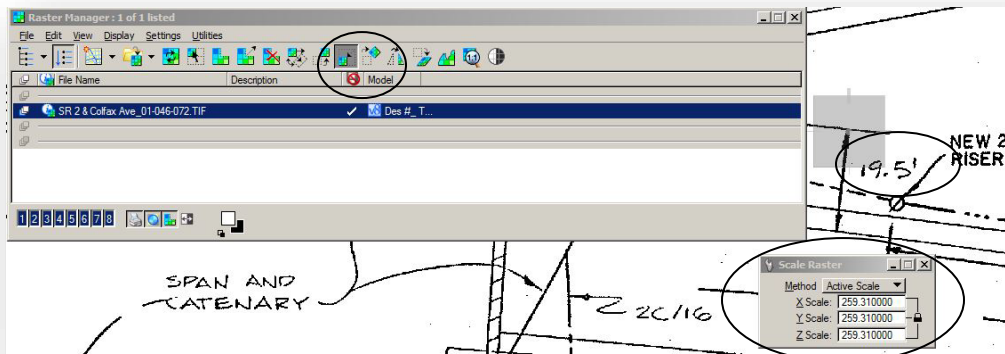 Raster Manager : 1 of 1 listed
File Edit View Display Settings Utilities
File Name Description Model
SR 2 & Colfax Ave_01-046-072.TIF Des #_ T...
1 2 3 4 5 6 7 8
NEW 2
RISER
19.5'
SPAN AND
CATENARY
2C/16
Scale Raster
Method Active Scale
X Scale: 259.310000
Y Scale: 259.310000
Z Scale: 259.310000